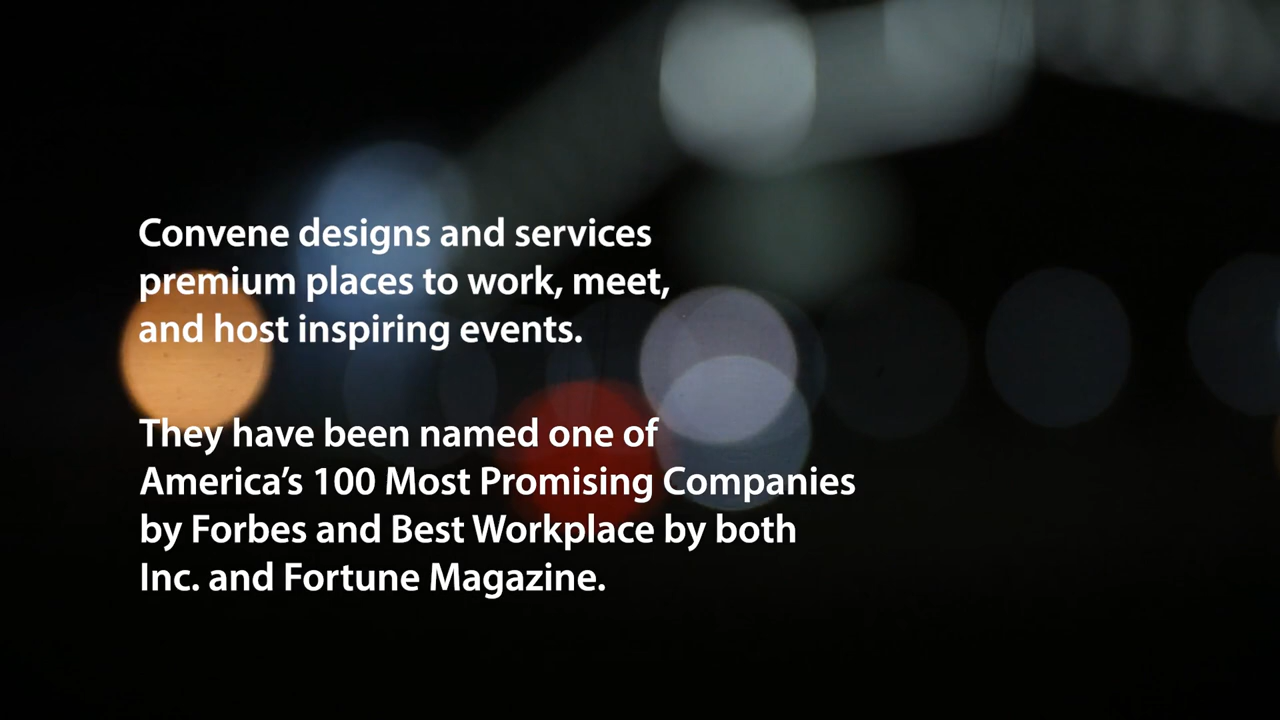 Convene designs and services
premium places to work, meet,
and host inspiring events.
They have been named one of
America’s 100 Most Promising Companies
by Forbes and Best Workplace by both
Inc. and Fortune Magazine.